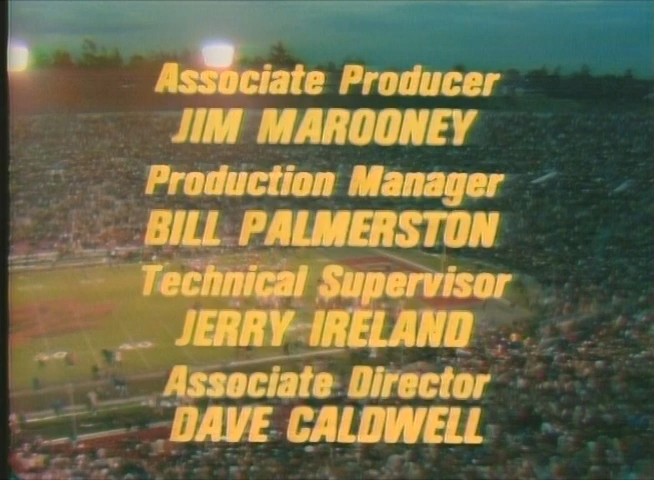 Associate Producer
JIM MAROONEY
Production Manager
BILL PALMERSTON
Technical Supervisor
JERRY IRELAND
Associate Director
DAVE CALDWELL